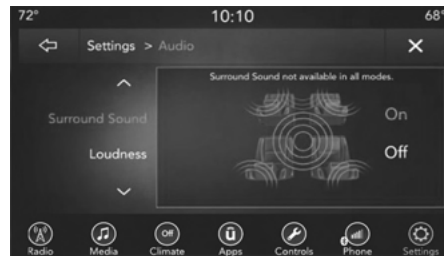 72° 10:10 68°
Settings > Audio
Surround Sound not available in all modes.
Surround Sound On
Loudness Off
Off
Radio Media Climate Apps Controls Phone Settings